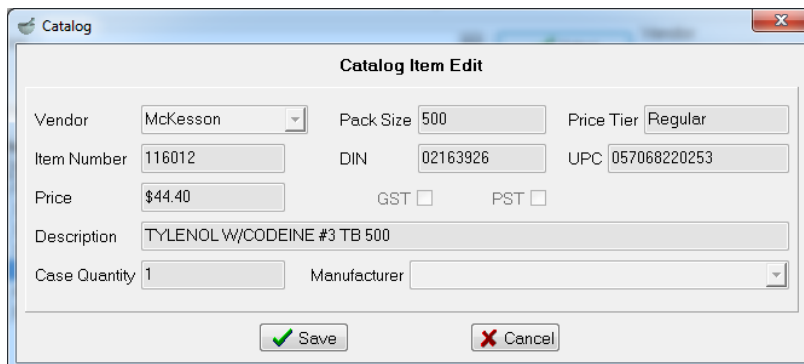 Catalog
Catalog Item Edit
Vendor McKesson Pack Size 500 Price Tier Regular
Item Number 116012 DIN 02163926 UPC 057068220253
Price $44.40 GST PST
Description TYLENOL W/CODEINE #3 TB 500
Case Quantity 1 Manufacturer
Save Cancel